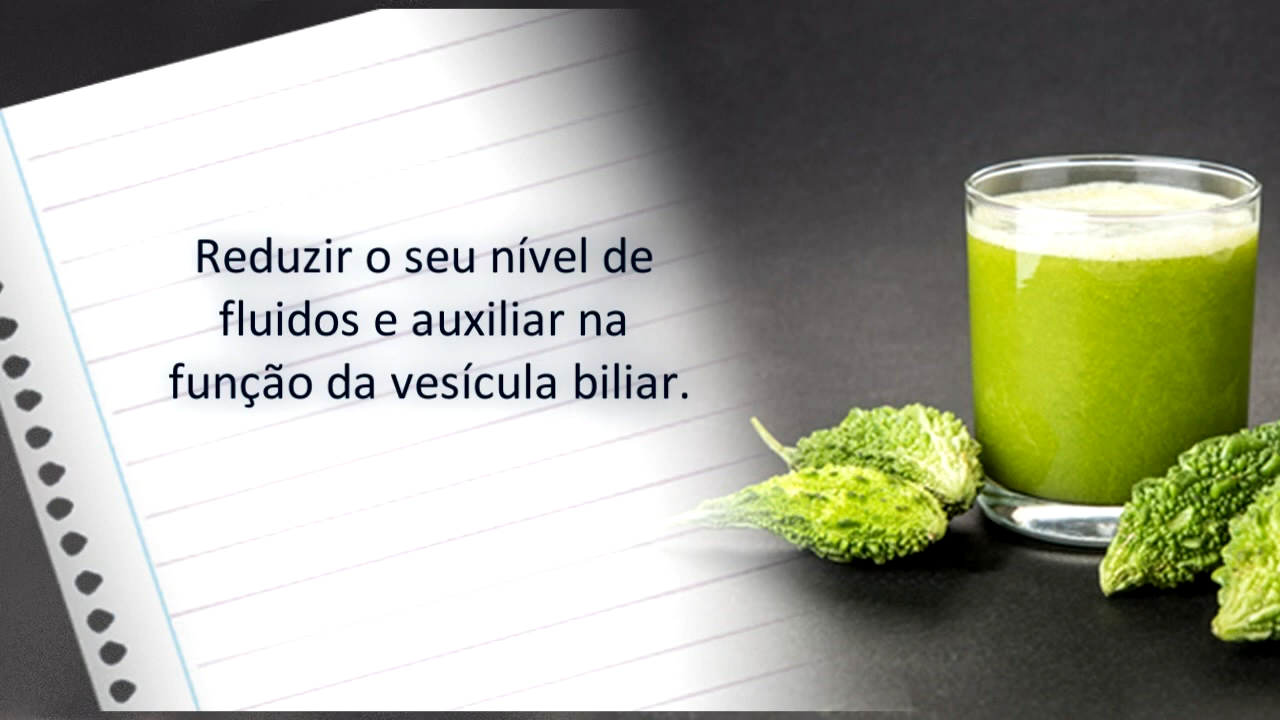 Reduzir o seu nível de
fluidos e auxiliar na
função da vesícula biliar.